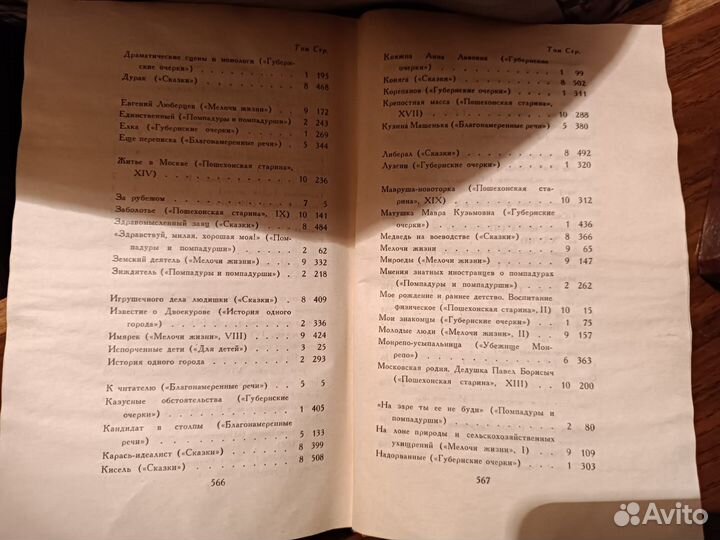 Том Стр.
Драматические сцены и монологи («Губерн-
ские очерки») . . . . . . . . . . 1 195
Дурак («Сказки») . . . . . . . . . 8 468
Евгений Люберцев («Мелочи жизни») . . 9 172
Единственный («Помпадуры и помпадурши») . 2 243
Елка («Губернские очерки») . . . . . . 1 269
Еще переписка («Благонамеренные речи») . . 5 344
Житье в Москве («Пошехонская старина»,
XIV) . . . . . . . . . . . . . 10 236
За рубежом . . . . . . . . . . . 7 5
Заболотье («Пошехонская старина», IX) . . 10 141
Здравомысленный заяц («Сказки») . . . . 8 484
«Здравствуй, милая, хорошая моя!» («Пом-
падуры и помпадурши») . . . . . . . 2 62
Земский деятель («Мелочи жизни») . . . . 9 332
Зиждитель («Помпадуры и помпадурши») . . 2 218
Игрушечного дела людишки («Сказки») . . 8 409
Известие о Двоекурове («История одного
города») . . . . . . . . . . . . 2 336
Имярек («Мелочи жизни», VIII) . . . . . 9 424
Испорченные дети («Для детей») . . . . . 3 25
История одного города . . . . . . . . 2 293
К читателю («Благонамеренные речи») . . . 5 5
Казусные обстоятельства («Губернские
очерки») . . . . . . . . . . . . 1 405
Кандидат в столпы («Благонамеренные
речи») . . . . . . . . . . . . . 5 133
Карась-идеалист («Сказки») . . . . . . 8 399
Кисель («Сказки») . . . . . . . . . 8 508
566
Том Стр.
Княжна Анна Львовна («Губернские
очерки») . . . . . . . . . . . . 1 99
Коняга («Сказки») . . . . . . . . . 8 502
Корепанов («Губернские очерки») . . . . 1 311
Крепостная масса («Пошехонская старина»,
XVII) . . . . . . . . . . . . . 10 288
Кузина Машенька («Благонамеренные речи») . 5 380
Либерал («Сказки») . . . . . . . . . 8 492
Лузгин («Губернские очерки») . . . . . 1 320
Мавруша-новоторка («Пошехонская ста-
рина», XIX) . . . . . . . . . . . 10 312
Матушка Мавра Кузьмовна («Губернские
очерки») . . . . . . . . . . . . 1 436
Медведь на воеводстве («Сказки») . . . . 8 366
Мелочи жизни . . . . . . . . . . . 9 65
Мироеды («Мелочи жизни») . . . . . . 9 147
Мнения знатных иностранцев о помпадурах
(«Помпадуры и помпадурши») . . . . . 2 262
Мое рождение и раннее детство. Воспитание
физическое («Пошехонская старина», II) . 10 15
Мои знакомцы («Губернские очерки») . . . 1 75
Молодые люди («Мелочи жизни», II) . . . 9 157
Монрепо-усыпальница («Убежище Мон-
репо») . . . . . . . . . . . . . 6 363
Московская родня. Дедушка Павел Борисыч
(«Пошехонская старина», XIII) . . . . 10 200
«На заре ты ее не буди» («Помпадуры и
помпадурши») . . . . . . . . . . . 2 80
На лоне природы и сельскохозяйственных
ухищрений («Мелочи жизни», I) . . . . 9 109
Надорванные («Губернские очерки») . . . 1 303
567
Avito